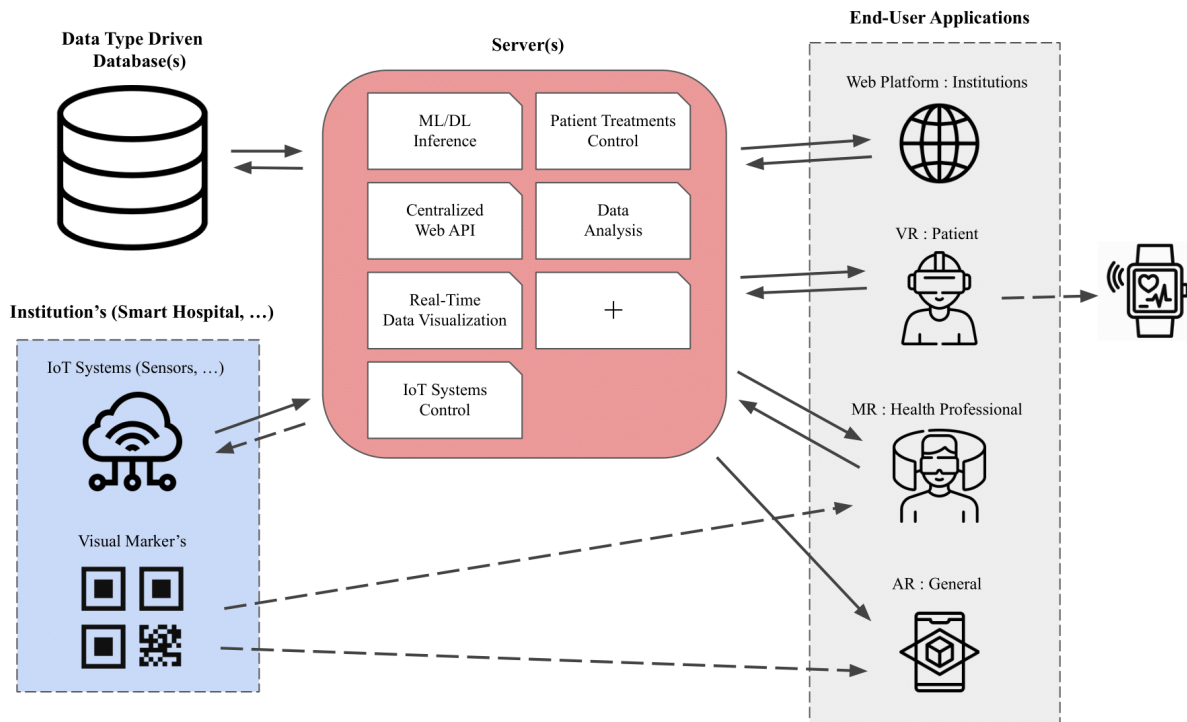 Data Type Driven
Database(s)
Server(s)
ML/DL
Inference
Patient Treatments
Control
Centralized
Web API
Data
Analysis
Real-Time
Data Visualization
+
IoT Systems
Control
Institution's (Smart Hospital, …)
IoT Systems (Sensors, …)
Visual Marker's
End-User Applications
Web Platform : Institutions
VR : Patient
MR : Health Professional
AR : General